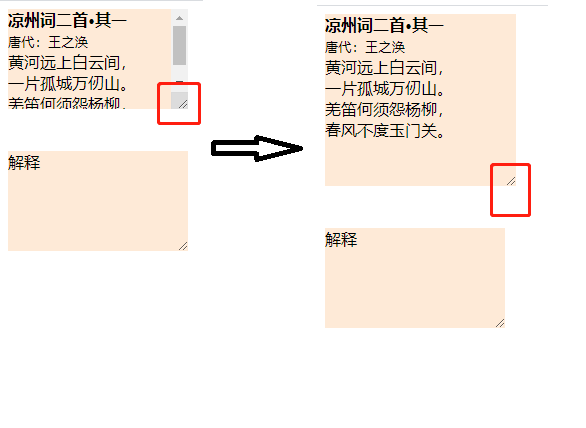 凉州词二首•其一
唐代：王之涣
黄河远上白云间，
一片孤城万仞山。
羌笛何须怨杨柳，
解释
凉州词二首•其一
唐代：王之涣
黄河远上白云间，
一片孤城万仞山。
羌笛何须怨杨柳，
春风不度玉门关。
解释